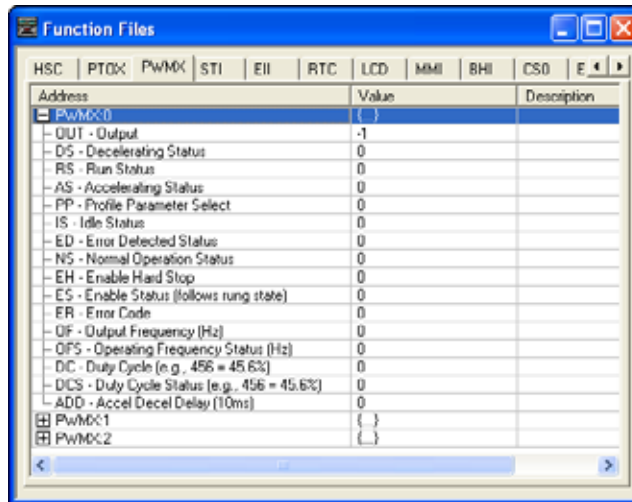 Function Files
HSC PTOX PWMX STI EII RTC LCD MMI BHI CS0 E
Address Value Description
PWMX:0 {...}
OUT - Output -1
DS - Decelerating Status 0
RS - Run Status 0
AS - Accelerating Status 0
PP - Profile Parameter Select 0
IS - Idle Status 0
ED - Error Detected Status 0
NS - Normal Operation Status 0
EH - Enable Hard Stop 0
ES - Enable Status (follows rung state) 0
ER - Error Code 0
OF - Output Frequency (Hz) 0
OFS - Operating Frequency Status (Hz) 0
DC - Duty Cycle (e.g., 456 = 45.6%) 0
DCS - Duty Cycle Status (e.g., 456 = 45.6%) 0
ADD - Accel Decel Delay (10ms) 0
PWMX:1 {...}
PWMX:2 {...}